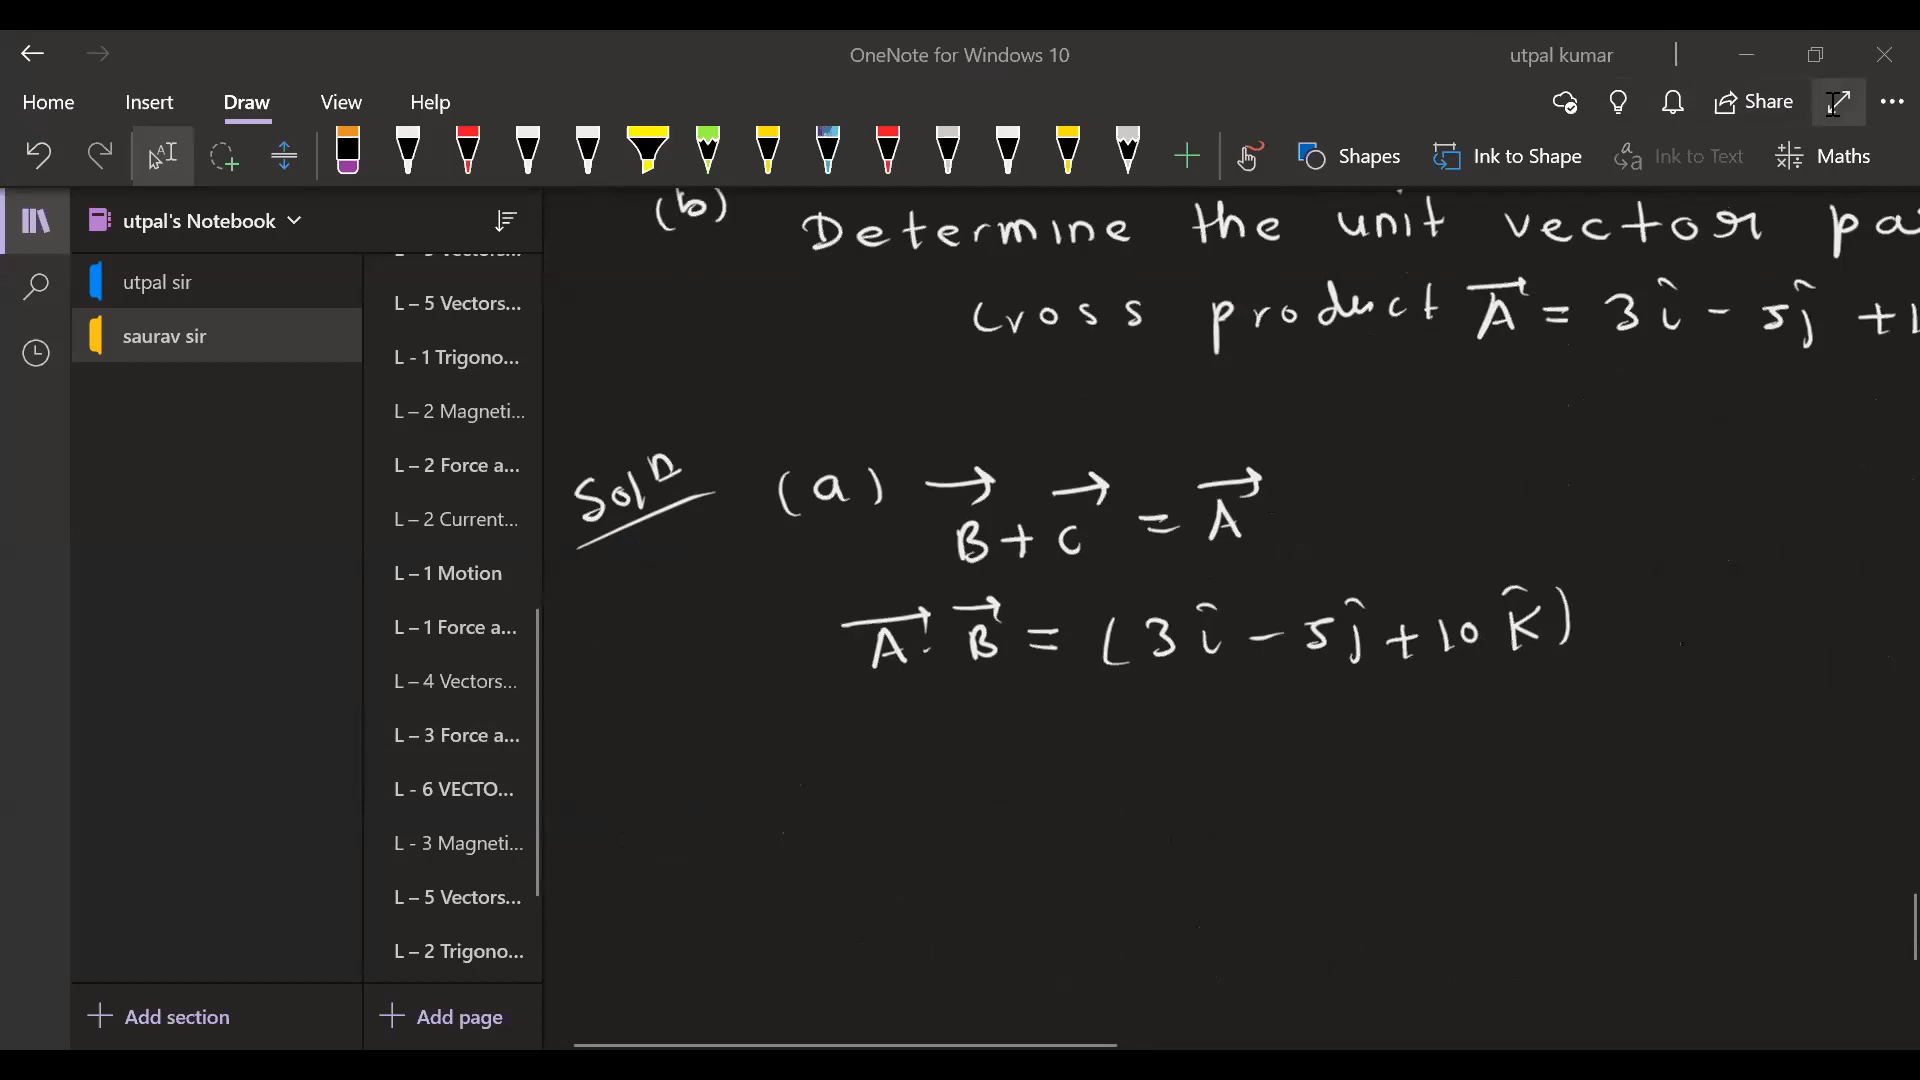 OneNote for Windows 10
utpal kumar
Home Insert Draw View Help
Share
Shapes Ink to Shape Ink to Text Maths
utpal's Notebook
utpal sir
saurav sir
L – 5 Vectors...
L - 1 Trigono...
L – 2 Magneti...
L – 2 Force a...
L – 2 Current...
L – 1 Motion
L – 1 Force a...
L – 4 Vectors...
L – 3 Force a...
L - 6 VECTO...
L - 3 Magneti...
L – 5 Vectors...
L – 2 Trigono...
Add section
Add page
(b) Determine the unit vector pa
cross product A⃗ = 3î - 5ĵ + 1
Solⁿ (a) B⃗ + C⃗ = A⃗
A⃗ . B⃗ = (3î - 5ĵ + 10k̂)